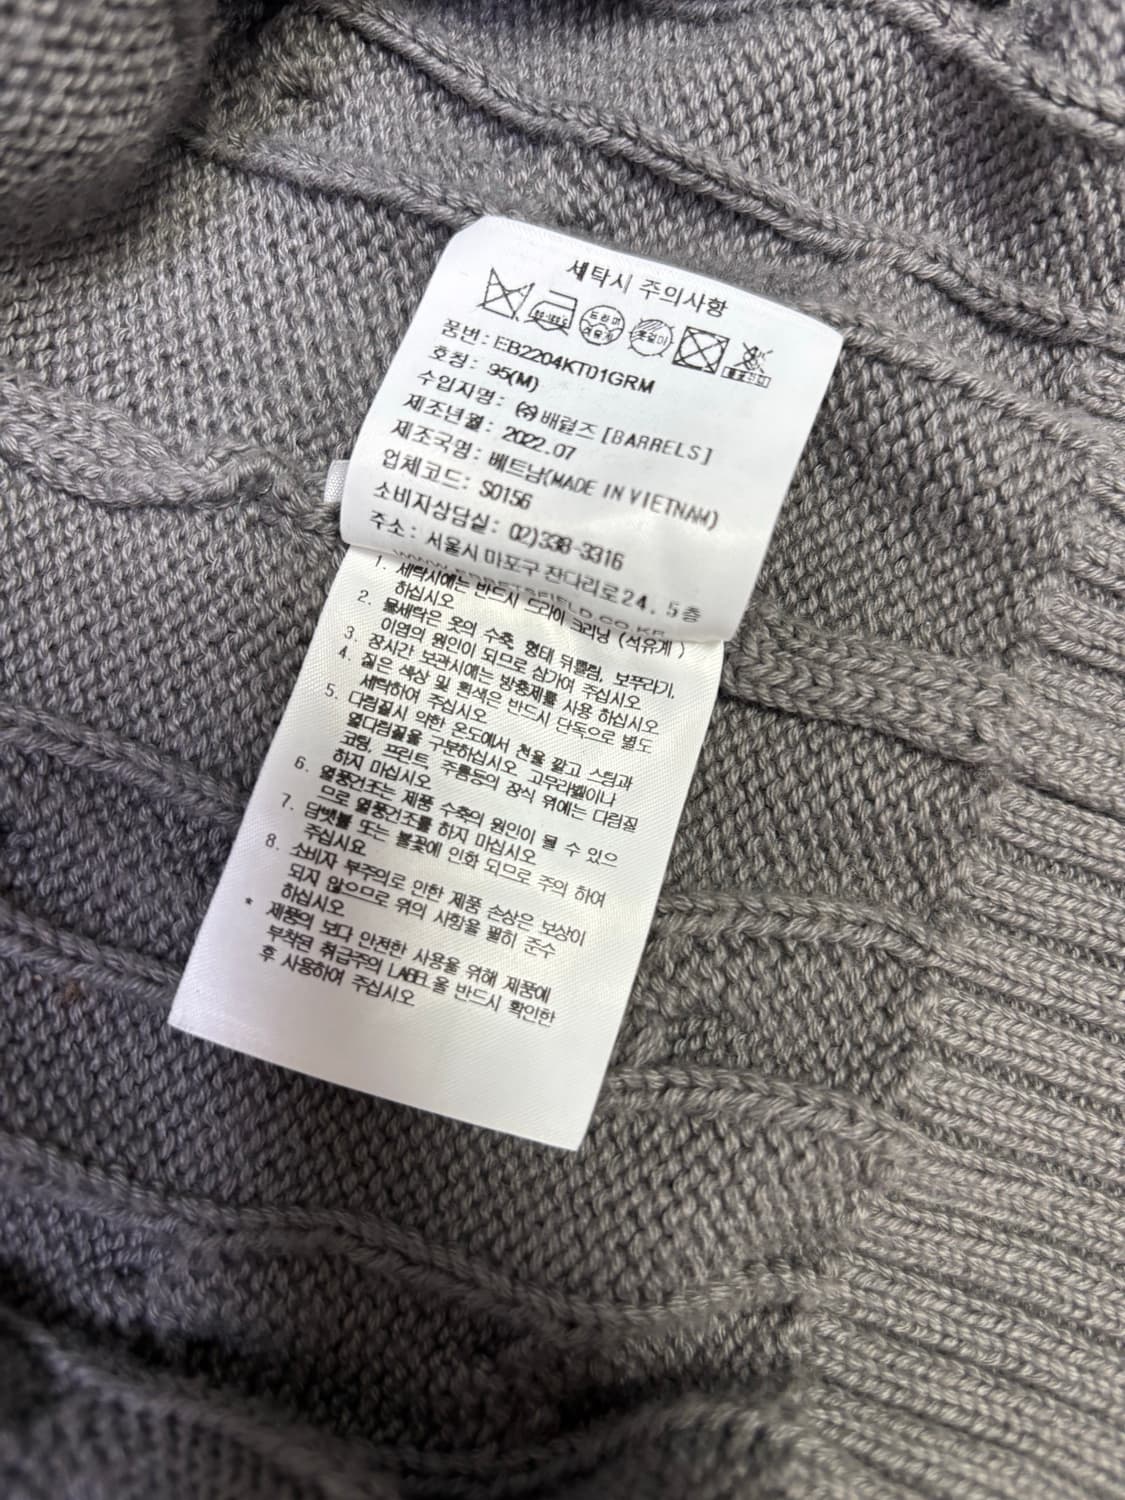 세탁시 주의사항
드라이
석유계
옷걸이
품번: EB2204KT01GRM
호칭: 95(M)
수입자명: ㈜배럴즈 [BARRELS]
제조년월: 2022.07
제조국명: 베트남(MADE IN VIETNAM)
업체코드: S0156
소비자상담실: 02)338-3316
주소: 서울시 마포구 잔다리로24, 5층
1. 세탁시에는 반드시 드라이 크리닝 (석유계)
하십시오
2. 물세탁은 옷의 수축, 형태 뒤틀림, 보푸라기,
이염의 원인이 되므로 삼가여 주십시오
3. 장시간 보관시에는 방충제를 사용 하십시오
4. 짙은 색상 및 흰색은 반드시 단독으로 별도
세탁하여 주십시오
5. 다림질시 약한 온도에서 천을 깔고 스팀과
열다림질을 구분하십시오 고무라벨이나
코팅, 프린트 주름등의 장식 위에는 다림질
하지 마십시오
6. 열풍건조는 제품 수축의 원인이 될 수 있으
므로 열풍건조를 하지 마십시오
7. 담뱃불 또는 불꽃에 인화 되므로 주의 하여
주십시요
8. 소비자 부주의로 인한 제품 손상은 보상이
되지 않으므로 위의 사항을 필히 준수
하십시오
* 제품의 보다 안전한 사용을 위해 제품에
부착된 취급주의 LABEL을 반드시 확인한
후 사용하여 주십시오